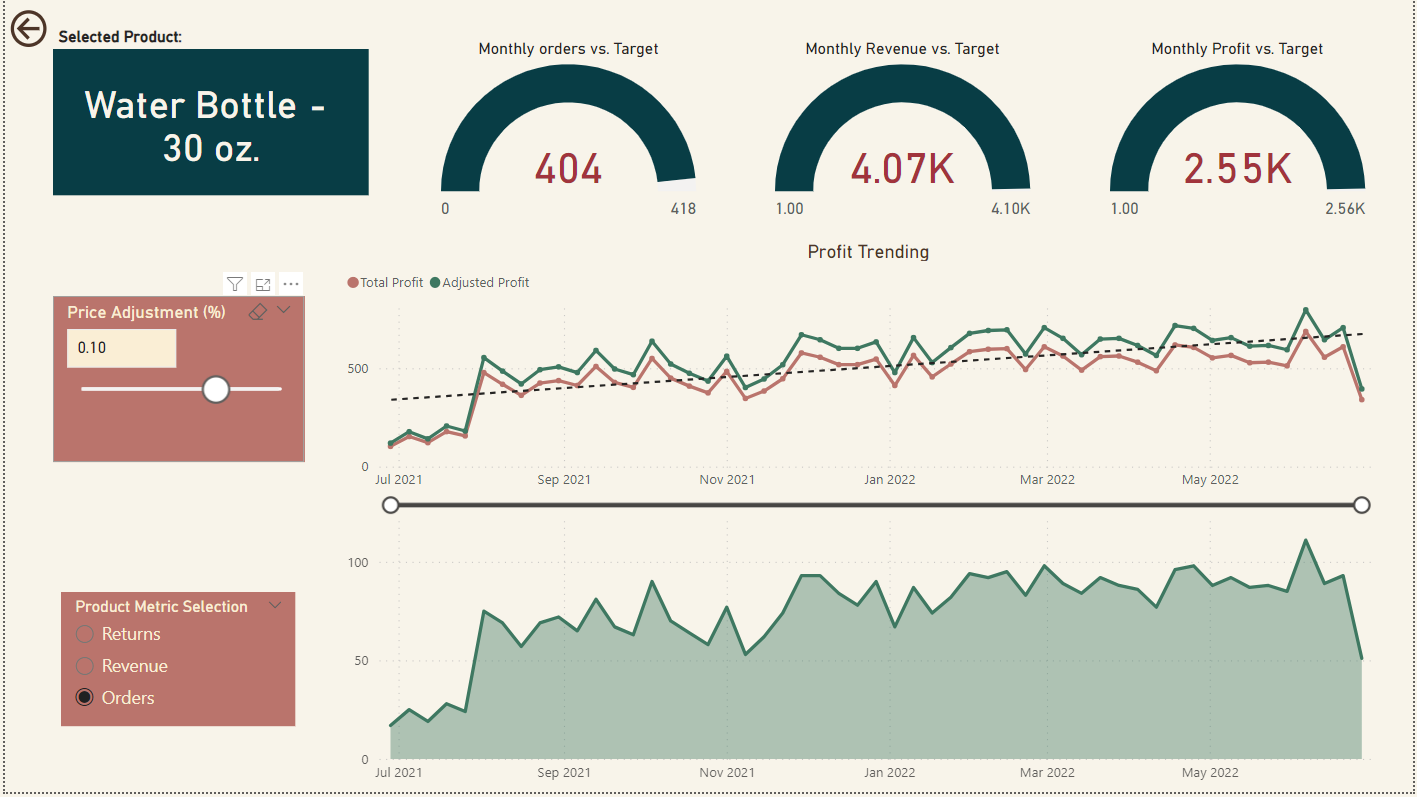 Selected Product:
Water Bottle -
30 oz.
Monthly orders vs. Target
404
0
418
Monthly Revenue vs. Target
4.07K
1.00
4.10K
Monthly Profit vs. Target
2.55K
1.00
2.56K
Price Adjustment (%)
0.10
Profit Trending
Total Profit
Adjusted Profit
500
0
Jul 2021
Sep 2021
Nov 2021
Jan 2022
Mar 2022
May 2022
Product Metric Selection
Returns
Revenue
Orders
100
50
0
Jul 2021
Sep 2021
Nov 2021
Jan 2022
Mar 2022
May 2022